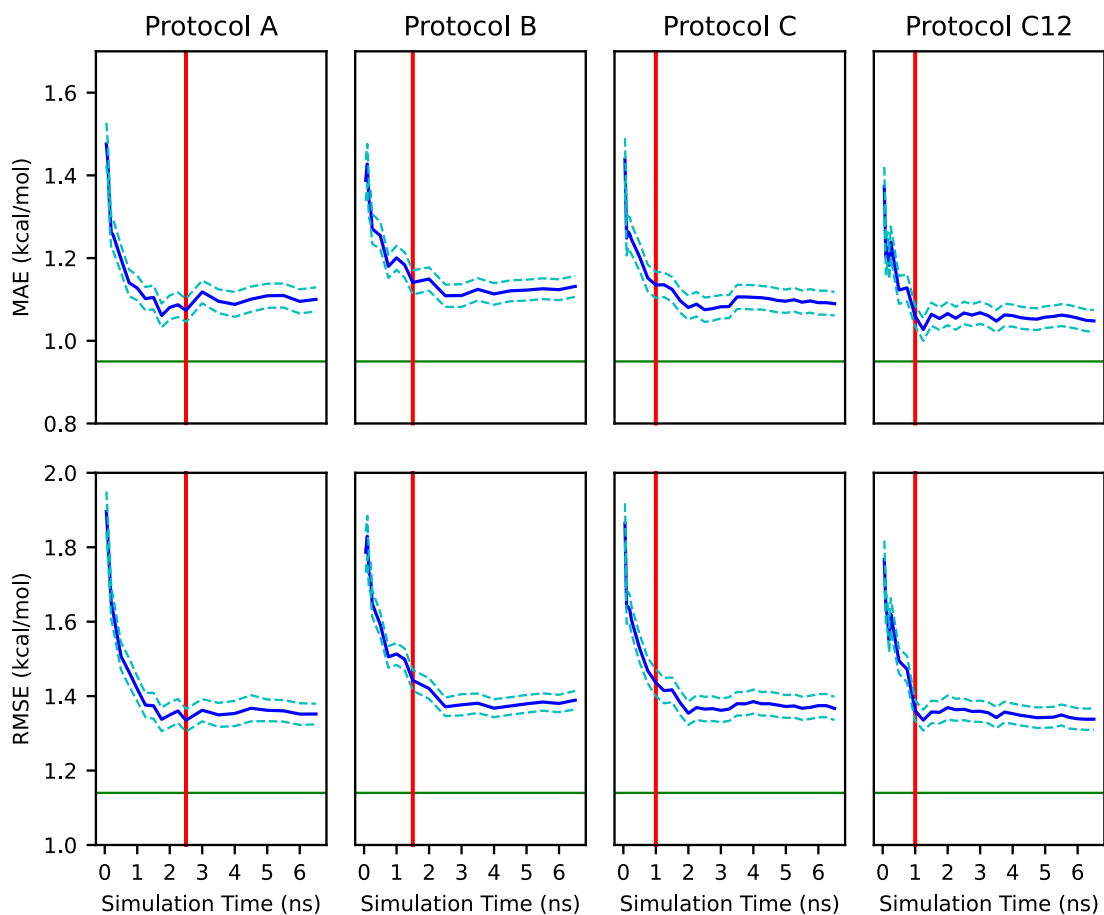 Protocol A
Protocol B
Protocol C
Protocol C12
MAE (kcal/mol)
1.6
1.4
1.2
1.0
0.8
RMSE (kcal/mol)
2.0
1.8
1.6
1.4
1.2
1.0
0 1 2 3 4 5 6
0 1 2 3 4 5 6
0 1 2 3 4 5 6
0 1 2 3 4 5 6
Simulation Time (ns)
Simulation Time (ns)
Simulation Time (ns)
Simulation Time (ns)